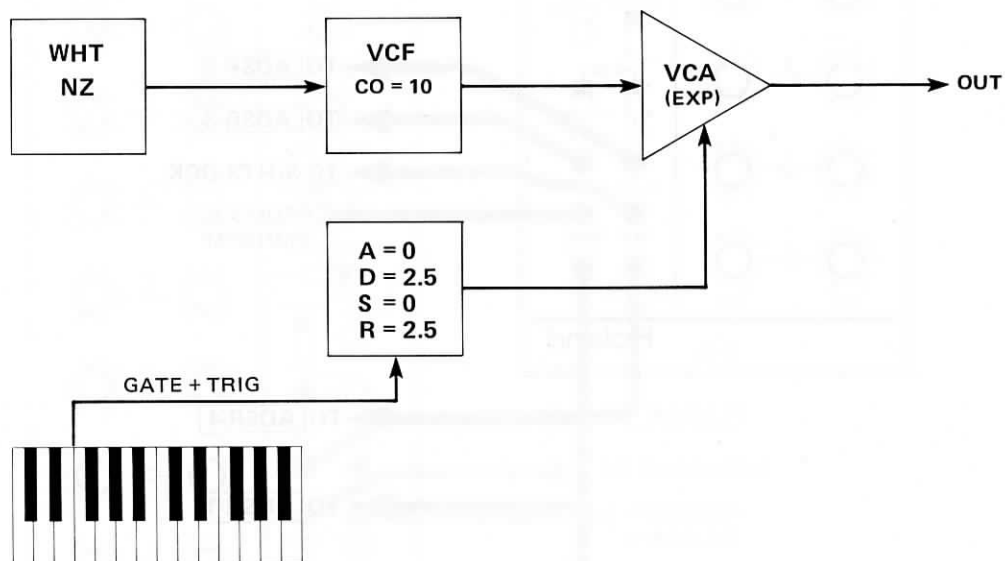 WHT
NZ
VCF
CO = 10
VCA
(EXP)
OUT
A = 0
D = 2.5
S = 0
R = 2.5
GATE + TRIG